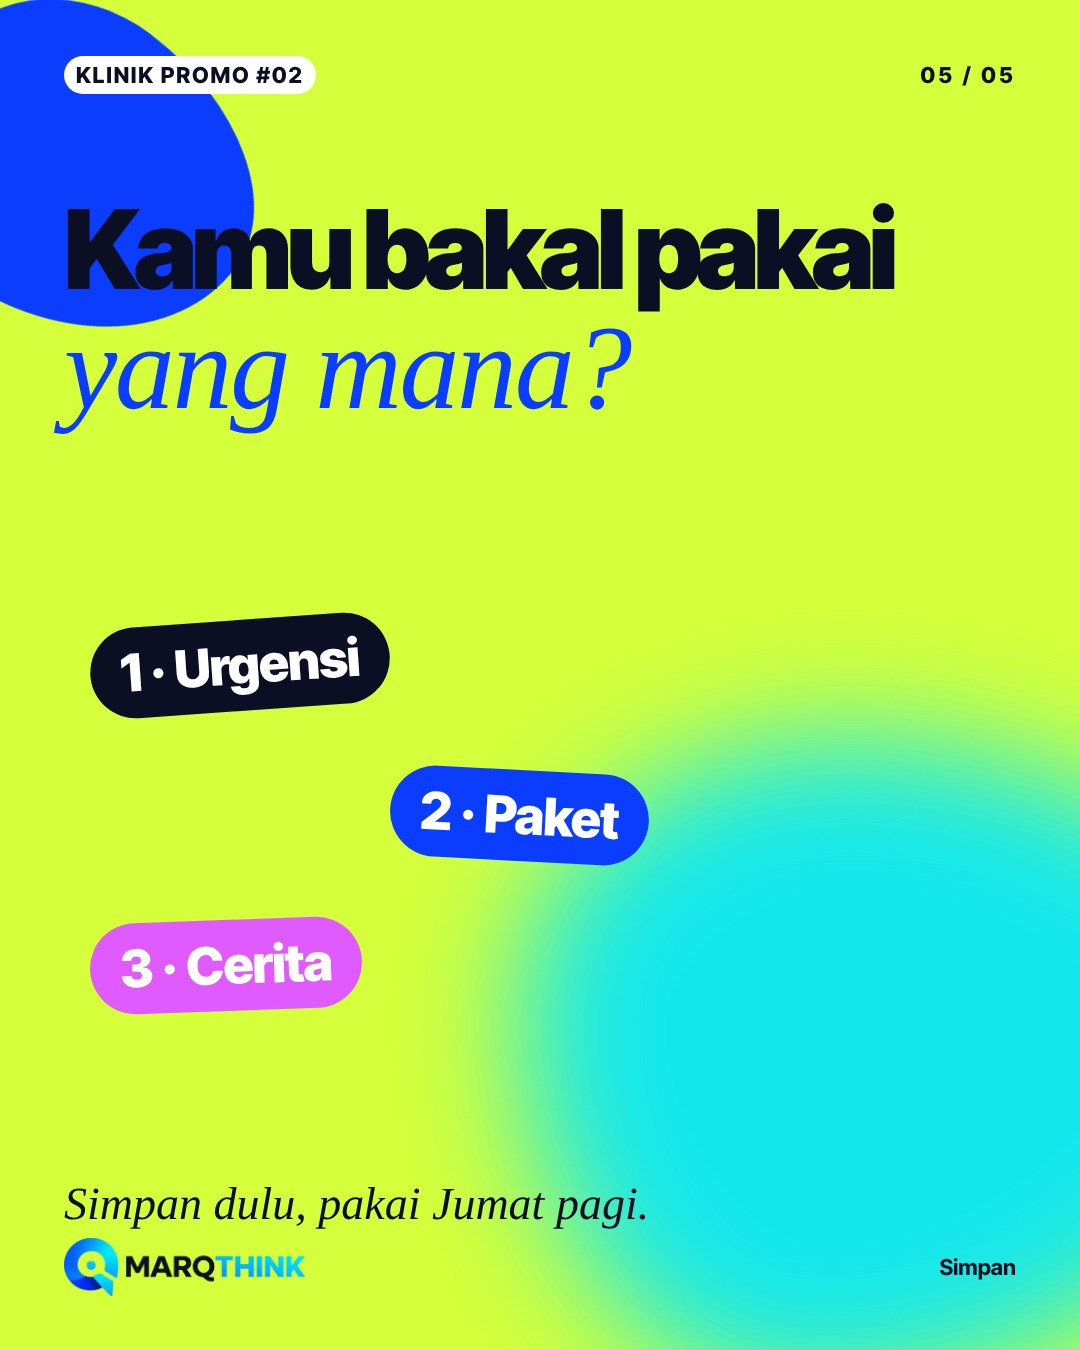 KLINIK PROMO #02
05 / 05
Kamu bakal pakai
yang mana?
1 · Urgensi
2 · Paket
3 · Cerita
Simpan dulu, pakai Jumat pagi.
MARQTHINK
Simpan